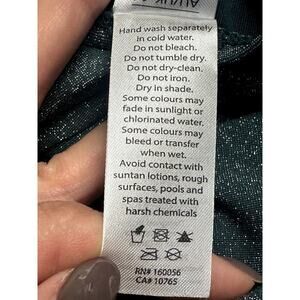 Hand wash separately
in cold water.
Do not bleach.
Do not tumble dry.
Do not dry-clean.
Do not iron.
Dry in shade.
Some colours may
fade in sunlight or
chlorinated water.
Some colours may
bleed or transfer
when wet.
Avoid contact with
suntan lotions, rough
surfaces, pools and
spas treated with
harsh chemicals
RN# 160056
CA# 10765